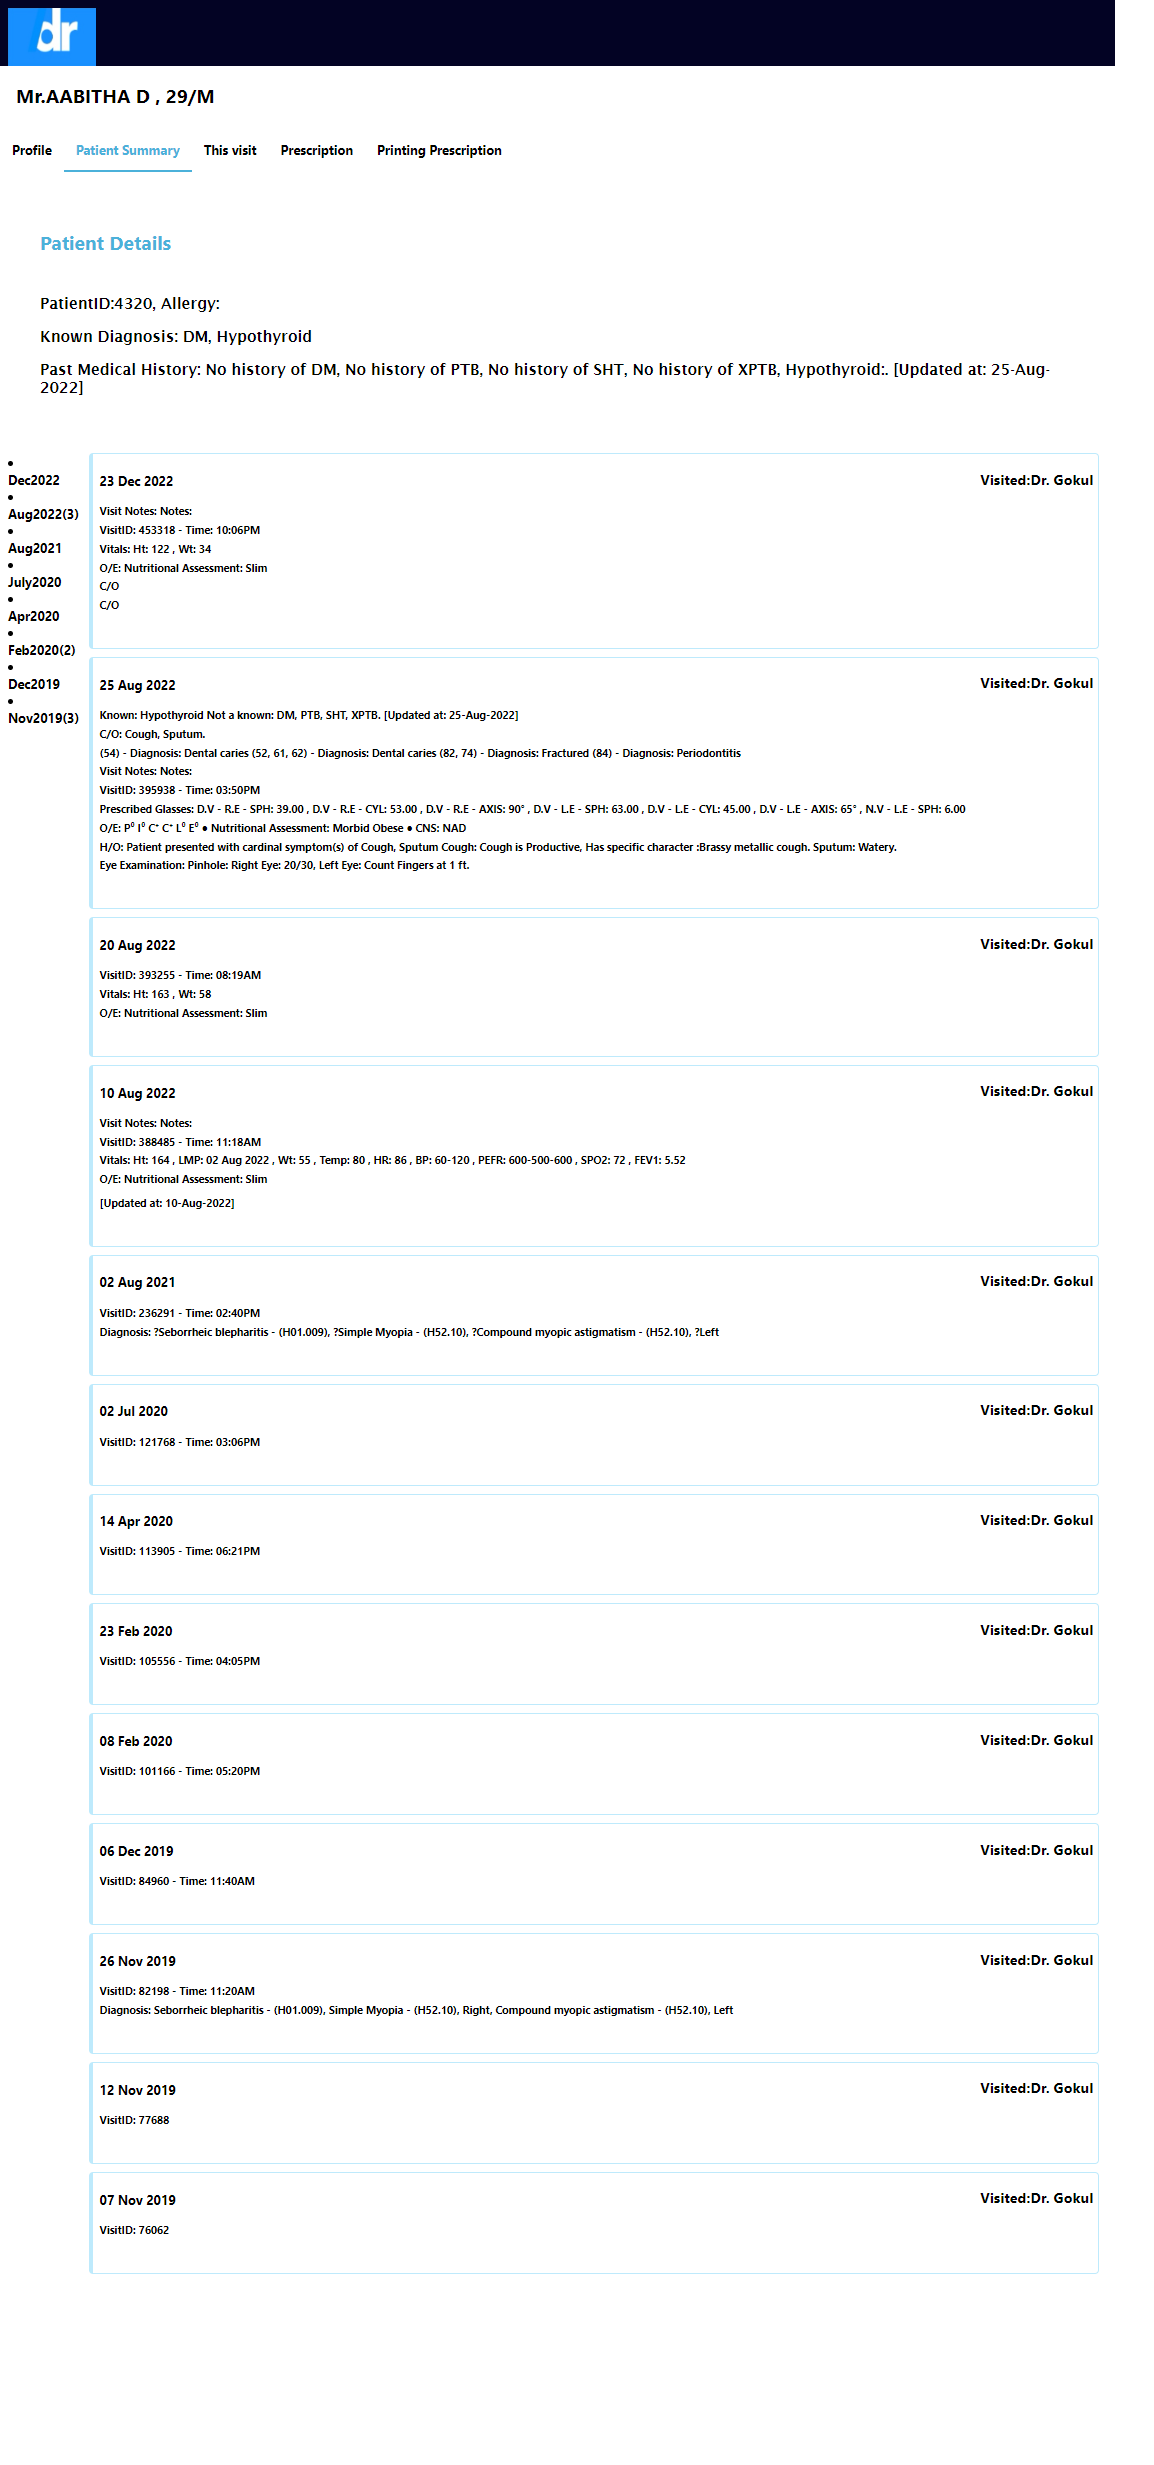 dr
Mr.AABITHA D , 29/M
Profile Patient Summary This visit Prescription Printing Prescription
Patient Details
PatientID:4320, Allergy:
Known Diagnosis: DM, Hypothyroid
Past Medical History: No history of DM, No history of PTB, No history of SHT, No history of XPTB, Hypothyroid:. [Updated at: 25-Aug-
2022]
Dec2022
Aug2022(3)
Aug2021
July2020
Apr2020
Feb2020(2)
Dec2019
Nov2019(3)
23 Dec 2022 Visited:Dr. Gokul
Visit Notes: Notes:
VisitID: 453318 - Time: 10:06PM
Vitals: Ht: 122 , Wt: 34
O/E: Nutritional Assessment: Slim
C/O
C/O
25 Aug 2022 Visited:Dr. Gokul
Known: Hypothyroid Not a known: DM, PTB, SHT, XPTB. [Updated at: 25-Aug-2022]
C/O: Cough, Sputum.
(54) - Diagnosis: Dental caries (52, 61, 62) - Diagnosis: Dental caries (82, 74) - Diagnosis: Fractured (84) - Diagnosis: Periodontitis
Visit Notes: Notes:
VisitID: 395938 - Time: 03:50PM
Prescribed Glasses: D.V - R.E - SPH: 39.00 , D.V - R.E - CYL: 53.00 , D.V - R.E - AXIS: 90° , D.V - L.E - SPH: 63.00 , D.V - L.E - CYL: 45.00 , D.V - L.E - AXIS: 65° , N.V - L.E - SPH: 6.00
O/E: P⁰ I⁰ C⁺ C⁺ L⁰ E⁰ ● Nutritional Assessment: Morbid Obese ● CNS: NAD
H/O: Patient presented with cardinal symptom(s) of Cough, Sputum Cough: Cough is Productive, Has specific character :Brassy metallic cough. Sputum: Watery.
Eye Examination: Pinhole: Right Eye: 20/30, Left Eye: Count Fingers at 1 ft.
20 Aug 2022 Visited:Dr. Gokul
VisitID: 393255 - Time: 08:19AM
Vitals: Ht: 163 , Wt: 58
O/E: Nutritional Assessment: Slim
10 Aug 2022 Visited:Dr. Gokul
Visit Notes: Notes:
VisitID: 388485 - Time: 11:18AM
Vitals: Ht: 164 , LMP: 02 Aug 2022 , Wt: 55 , Temp: 80 , HR: 86 , BP: 60-120 , PEFR: 600-500-600 , SPO2: 72 , FEV1: 5.52
O/E: Nutritional Assessment: Slim
[Updated at: 10-Aug-2022]
02 Aug 2021 Visited:Dr. Gokul
VisitID: 236291 - Time: 02:40PM
Diagnosis: ?Seborrheic blepharitis - (H01.009), ?Simple Myopia - (H52.10), ?Compound myopic astigmatism - (H52.10), ?Left
02 Jul 2020 Visited:Dr. Gokul
VisitID: 121768 - Time: 03:06PM
14 Apr 2020 Visited:Dr. Gokul
VisitID: 113905 - Time: 06:21PM
23 Feb 2020 Visited:Dr. Gokul
VisitID: 105556 - Time: 04:05PM
08 Feb 2020 Visited:Dr. Gokul
VisitID: 101166 - Time: 05:20PM
06 Dec 2019 Visited:Dr. Gokul
VisitID: 84960 - Time: 11:40AM
26 Nov 2019 Visited:Dr. Gokul
VisitID: 82198 - Time: 11:20AM
Diagnosis: Seborrheic blepharitis - (H01.009), Simple Myopia - (H52.10), Right, Compound myopic astigmatism - (H52.10), Left
12 Nov 2019 Visited:Dr. Gokul
VisitID: 77688
07 Nov 2019 Visited:Dr. Gokul
VisitID: 76062